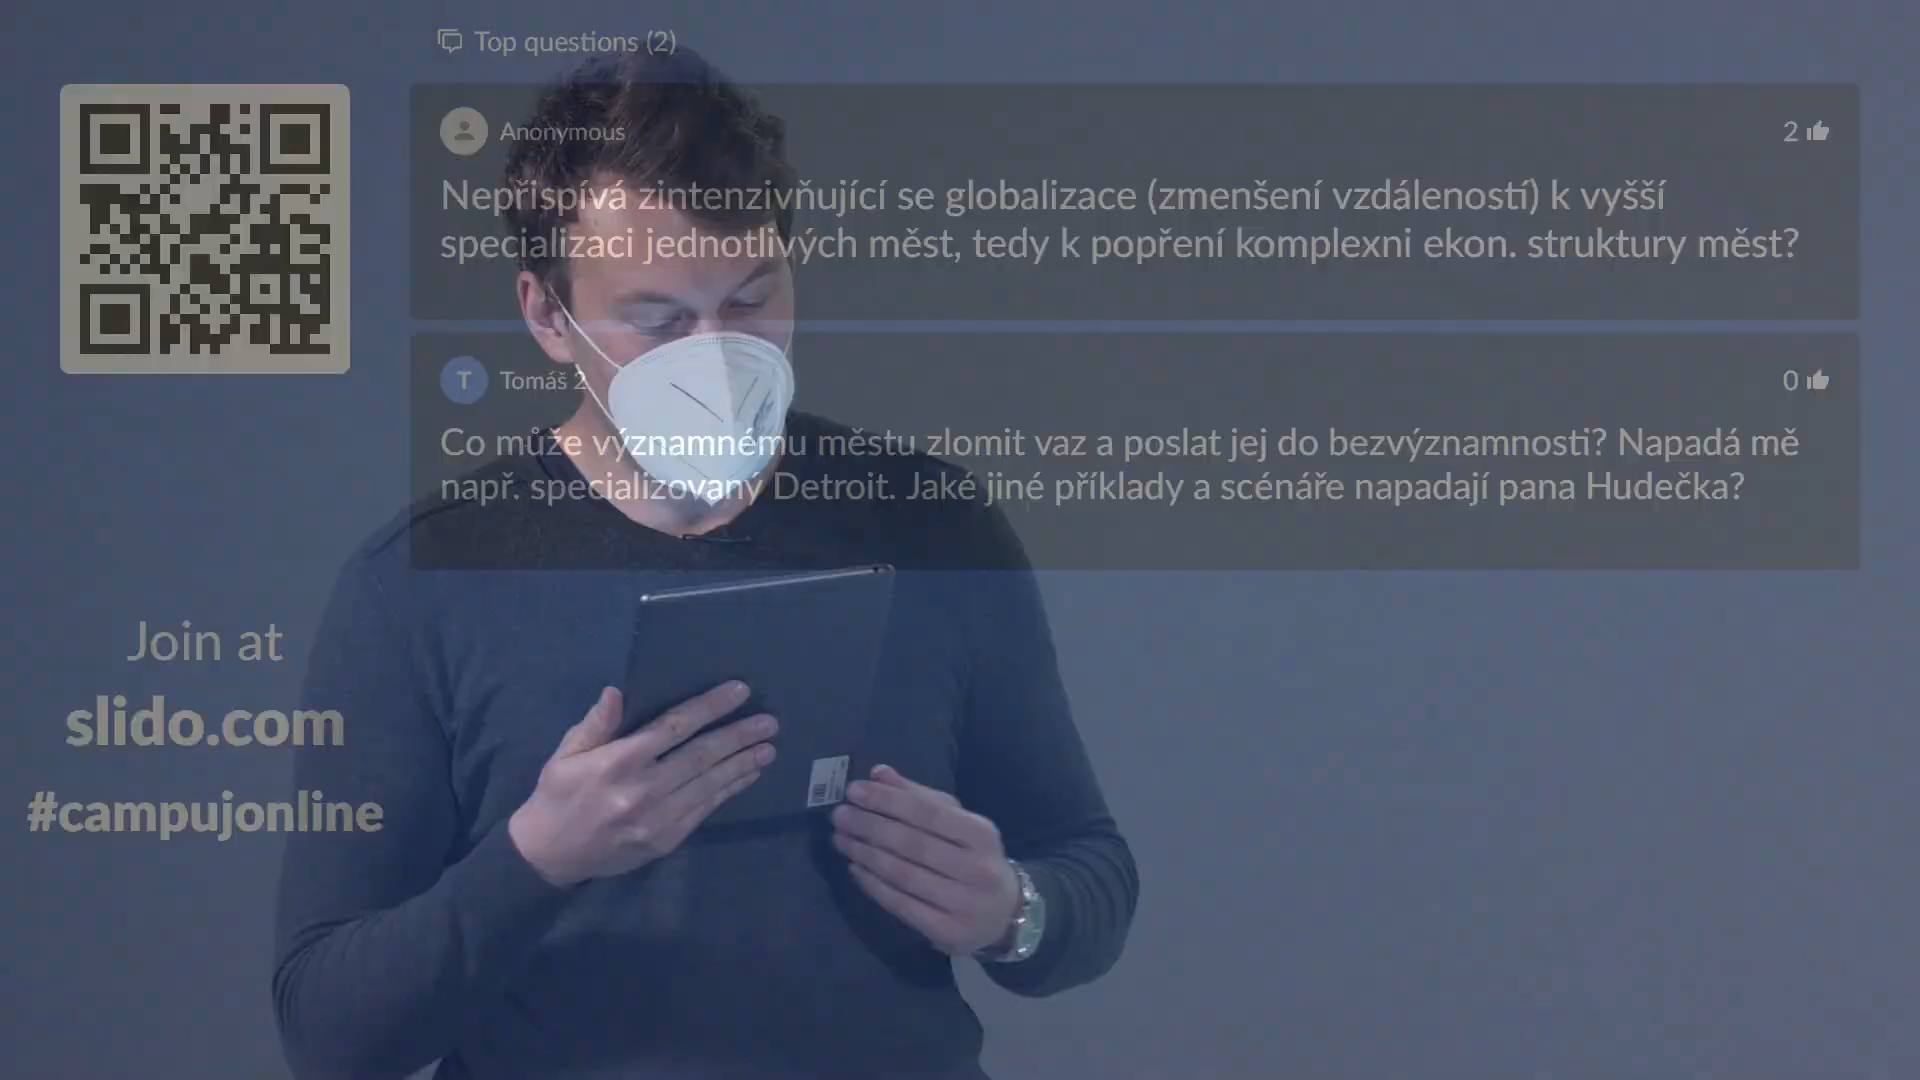 Top questions (2)
Anonymous
2
Nepřispívá zintenzivňující se globalizace (zmenšení vzdáleností) k vyšší
specializaci jednotlivých měst, tedy k popření komplexni ekon. struktury měst?
T
Tomáš 2
0
Co může významnému městu zlomit vaz a poslat jej do bezvýznamnosti? Napadá mě
např. specializovaný Detroit. Jaké jiné příklady a scénáře napadají pana Hudečka?
Join at
slido.com
#campujonline